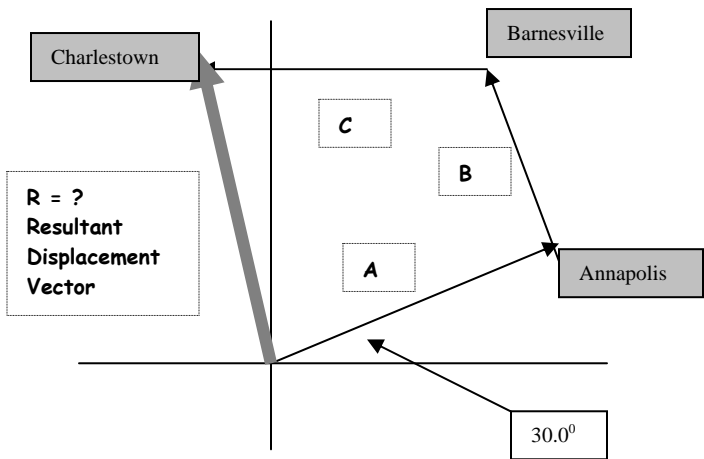 Barnesville
Charlestown
C
B
R = ?
Resultant
Displacement
Vector
A
Annapolis
30.0⁰